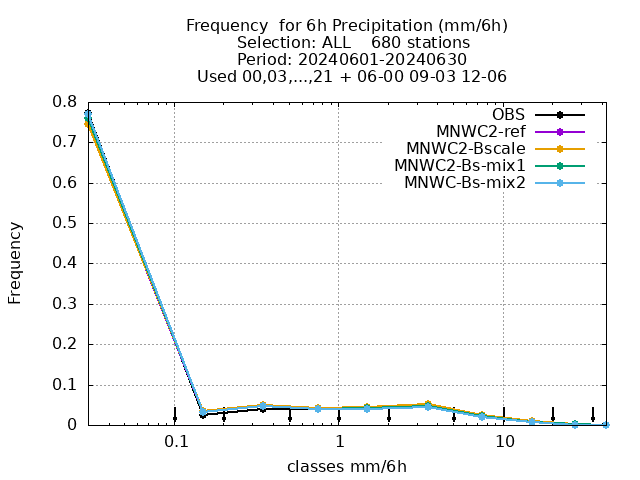 Frequency  for 6h Precipitation (mm/6h)
Selection: ALL    680 stations
Period: 20240601-20240630
Used 00,03,...,21 + 06-00 09-03 12-06
0.8
0.7
0.6
0.5
0.4
0.3
0.2
0.1
0
Frequency
OBS
MNWC2-ref
MNWC2-Bscale
MNWC2-Bs-mix1
MNWC-Bs-mix2
0.1 1 10
classes mm/6h